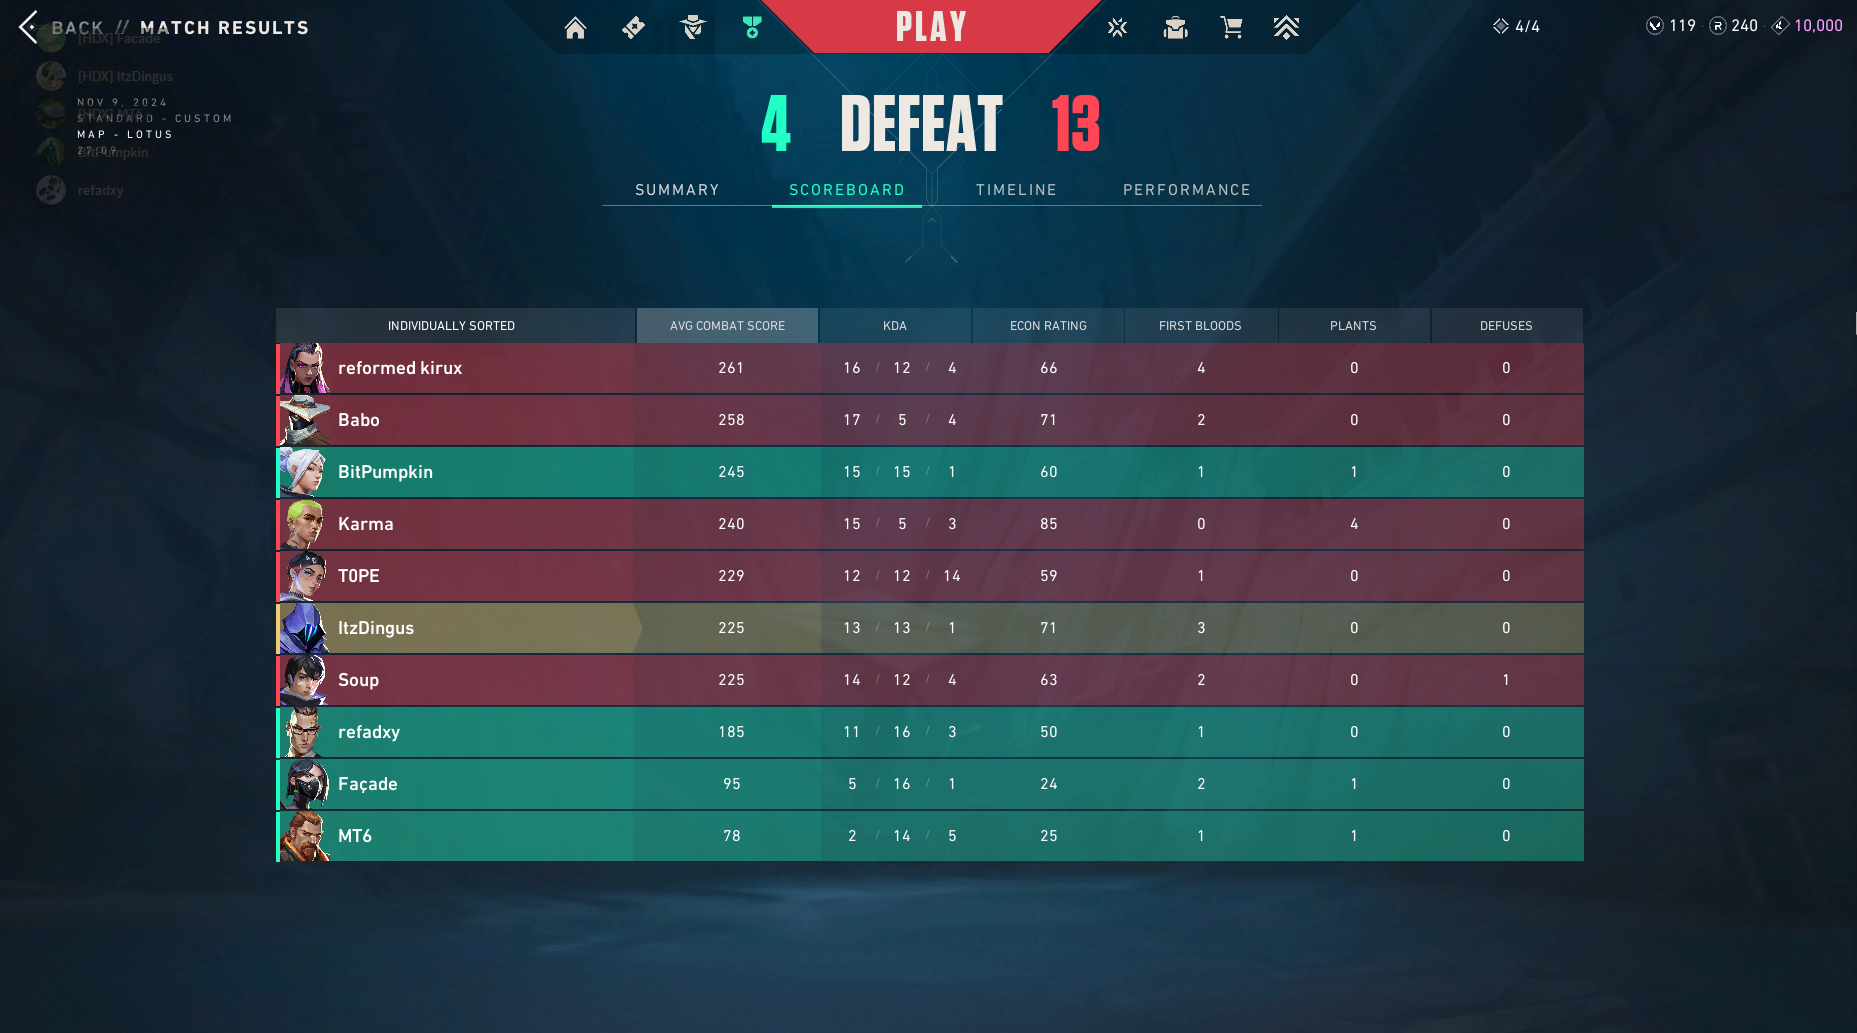 BACK // MATCH RESULTS
PLAY
4/4
119
240
10,000
[HDX] Facade
[HDX] ItzDingus
NOV 9, 2024
STANDARD - CUSTOM
MAP - LOTUS
27:09
BitPumpkin
refadxy
4 DEFEAT 13
SUMMARY SCOREBOARD TIMELINE PERFORMANCE
INDIVIDUALLY SORTED AVG COMBAT SCORE KDA ECON RATING FIRST BLOODS PLANTS DEFUSES
reformed kirux 261 16 / 12 / 4 66 4 0 0
Babo 258 17 / 5 / 4 71 2 0 0
BitPumpkin 245 15 / 15 / 1 60 1 1 0
Karma 240 15 / 5 / 3 85 0 4 0
T0PE 229 12 / 12 / 14 59 1 0 0
ItzDingus 225 13 / 13 / 1 71 3 0 0
Soup 225 14 / 12 / 4 63 2 0 1
refadxy 185 11 / 16 / 3 50 1 0 0
Façade 95 5 / 16 / 1 24 2 1 0
MT6 78 2 / 14 / 5 25 1 1 0